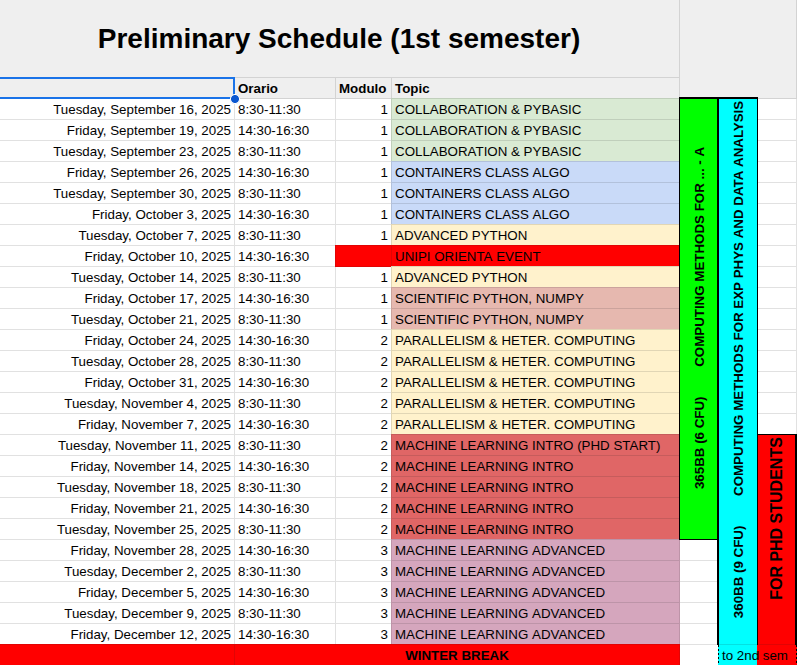 Preliminary Schedule (1st semester)
Orario Modulo Topic
Tuesday, September 16, 2025 8:30-11:30 1 COLLABORATION & PYBASIC
Friday, September 19, 2025 14:30-16:30 1 COLLABORATION & PYBASIC
Tuesday, September 23, 2025 8:30-11:30 1 COLLABORATION & PYBASIC
Friday, September 26, 2025 14:30-16:30 1 CONTAINERS CLASS ALGO
Tuesday, September 30, 2025 8:30-11:30 1 CONTAINERS CLASS ALGO
Friday, October 3, 2025 14:30-16:30 1 CONTAINERS CLASS ALGO
Tuesday, October 7, 2025 8:30-11:30 1 ADVANCED PYTHON
Friday, October 10, 2025 14:30-16:30 UNIPI ORIENTA EVENT
Tuesday, October 14, 2025 8:30-11:30 1 ADVANCED PYTHON
Friday, October 17, 2025 14:30-16:30 1 SCIENTIFIC PYTHON, NUMPY
Tuesday, October 21, 2025 8:30-11:30 1 SCIENTIFIC PYTHON, NUMPY
Friday, October 24, 2025 14:30-16:30 2 PARALLELISM & HETER. COMPUTING
Tuesday, October 28, 2025 8:30-11:30 2 PARALLELISM & HETER. COMPUTING
Friday, October 31, 2025 14:30-16:30 2 PARALLELISM & HETER. COMPUTING
Tuesday, November 4, 2025 8:30-11:30 2 PARALLELISM & HETER. COMPUTING
Friday, November 7, 2025 14:30-16:30 2 PARALLELISM & HETER. COMPUTING
Tuesday, November 11, 2025 8:30-11:30 2 MACHINE LEARNING INTRO (PHD START)
Friday, November 14, 2025 14:30-16:30 2 MACHINE LEARNING INTRO
Tuesday, November 18, 2025 8:30-11:30 2 MACHINE LEARNING INTRO
Friday, November 21, 2025 14:30-16:30 2 MACHINE LEARNING INTRO
Tuesday, November 25, 2025 8:30-11:30 2 MACHINE LEARNING INTRO
Friday, November 28, 2025 14:30-16:30 3 MACHINE LEARNING ADVANCED
Tuesday, December 2, 2025 8:30-11:30 3 MACHINE LEARNING ADVANCED
Friday, December 5, 2025 14:30-16:30 3 MACHINE LEARNING ADVANCED
Tuesday, December 9, 2025 8:30-11:30 3 MACHINE LEARNING ADVANCED
Friday, December 12, 2025 14:30-16:30 3 MACHINE LEARNING ADVANCED
WINTER BREAK to 2nd sem
365BB (6 CFU) COMPUTING METHODS FOR ... - A
360BB (9 CFU) COMPUTING METHODS FOR EXP PHYS AND DATA ANALYSIS
FOR PHD STUDENTS